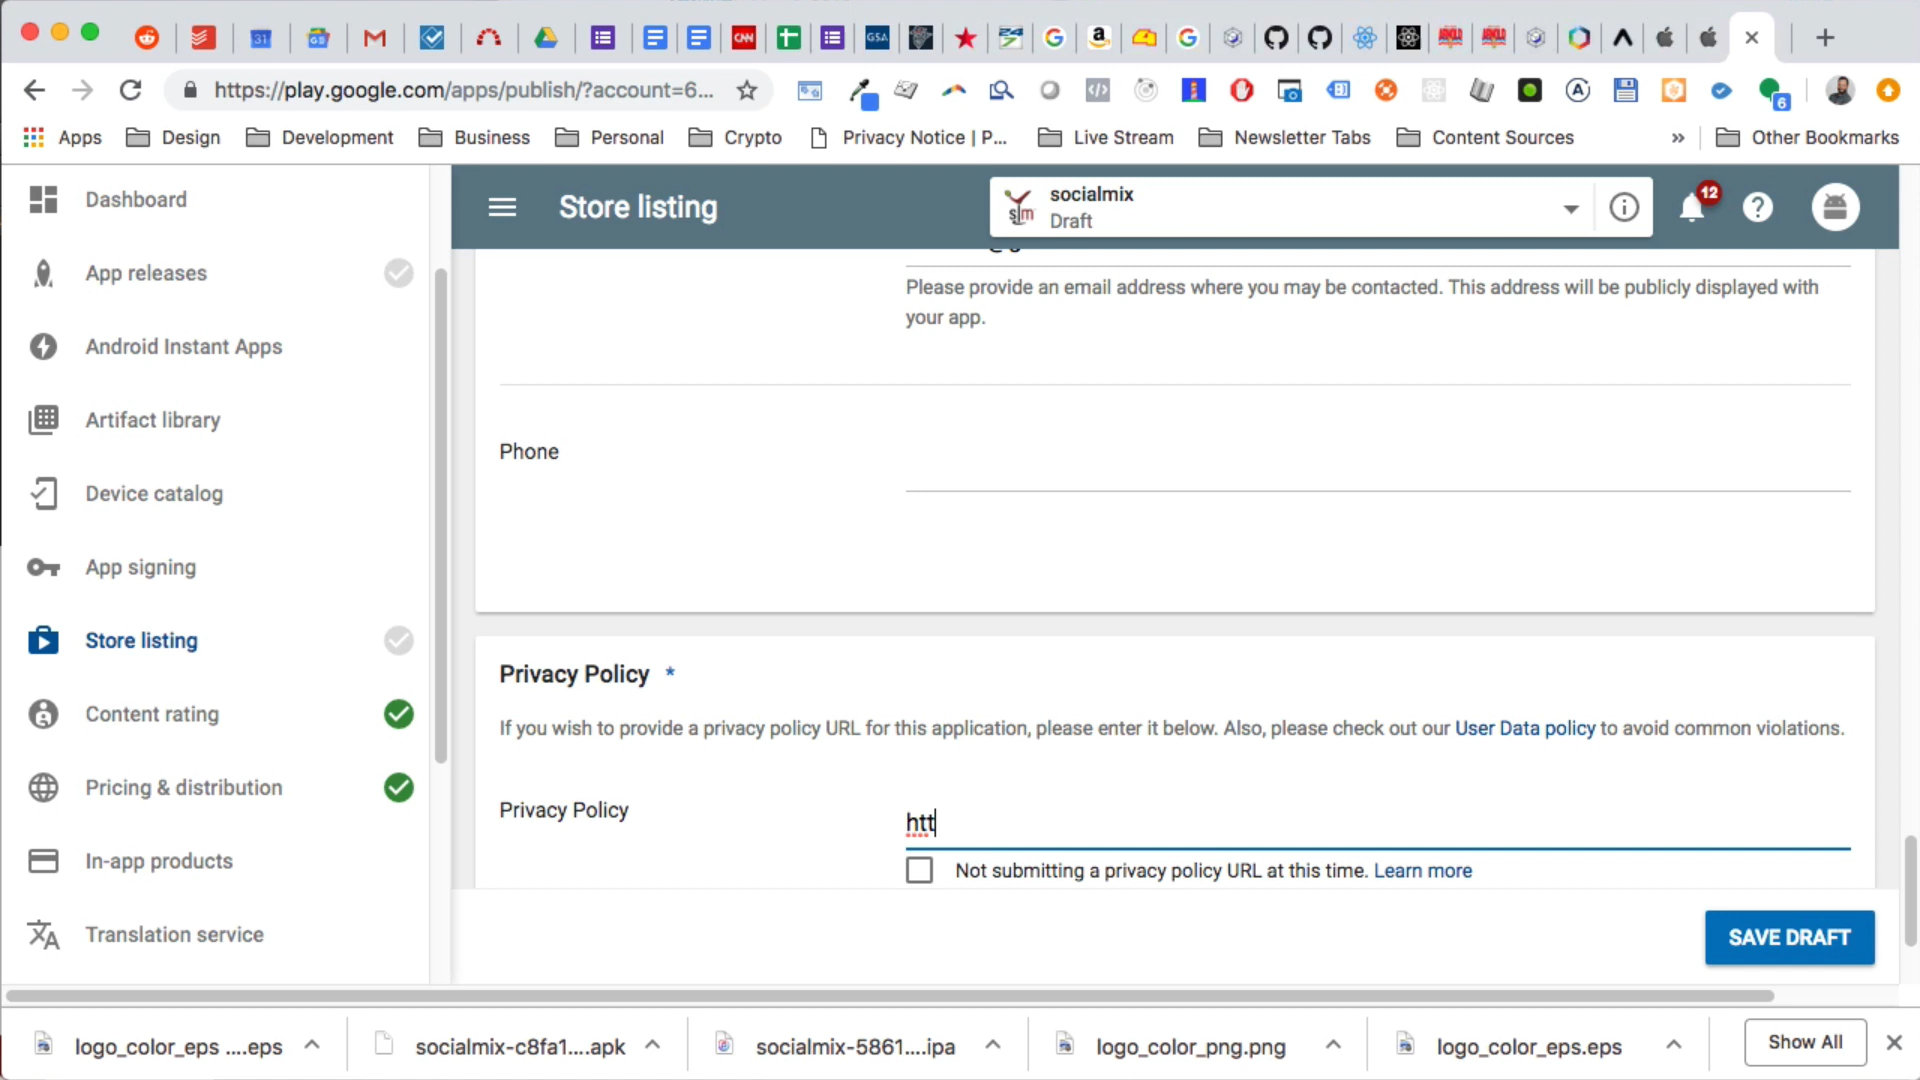 31
GB
CNN
GSA
G
a
G
https://play.google.com/apps/publish/?account=6...
6
Apps
Design
Development
Business
Personal
Crypto
Privacy Notice | P...
Live Stream
Newsletter Tabs
Content Sources
»
Other Bookmarks
Dashboard
App releases
Android Instant Apps
Artifact library
Device catalog
App signing
Store listing
Content rating
Pricing & distribution
In-app products
Translation service
Store listing
slm
socialmix
Draft
12
Please provide an email address where you may be contacted. This address will be publicly displayed with
your app.
Phone
Privacy Policy *
If you wish to provide a privacy policy URL for this application, please enter it below. Also, please check out our User Data policy to avoid common violations.
Privacy Policy
htt
Not submitting a privacy policy URL at this time. Learn more
SAVE DRAFT
logo_color_eps ....eps
socialmix-c8fa1....apk
socialmix-5861....ipa
logo_color_png.png
logo_color_eps.eps
Show All